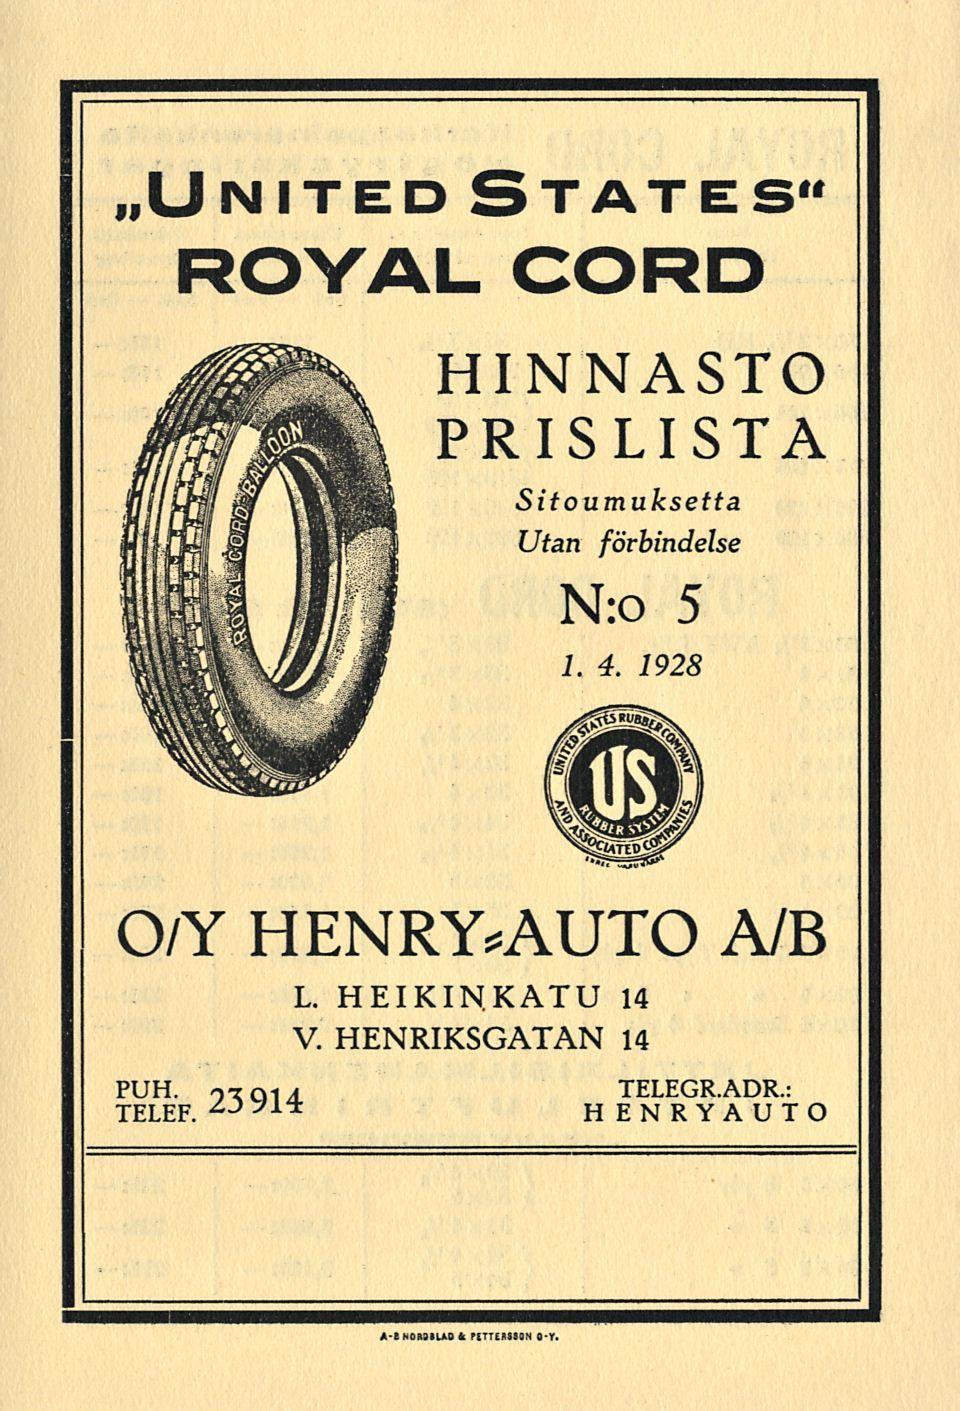 „UNITED STATES“
ROYAL CORD
ROYAL CORD BALLOON
HINNASTO
PRISLISTA
Sitoumuksetta
Utan förbindelse
N:o 5
1. 4. 1928
UNITED STATES RUBBER COMPANY
US
RUBBER SYSTEM
AND ASSOCIATED COMPANIES
O/Y HENRY-AUTO A/B
L. HEIKINKATU 14
V. HENRIKSGATAN 14
PUH.
TELEF. 23914
TELEGR.ADR.:
HENRYAUTO
A-B NORDBLAD & PETTERSSON O-Y.